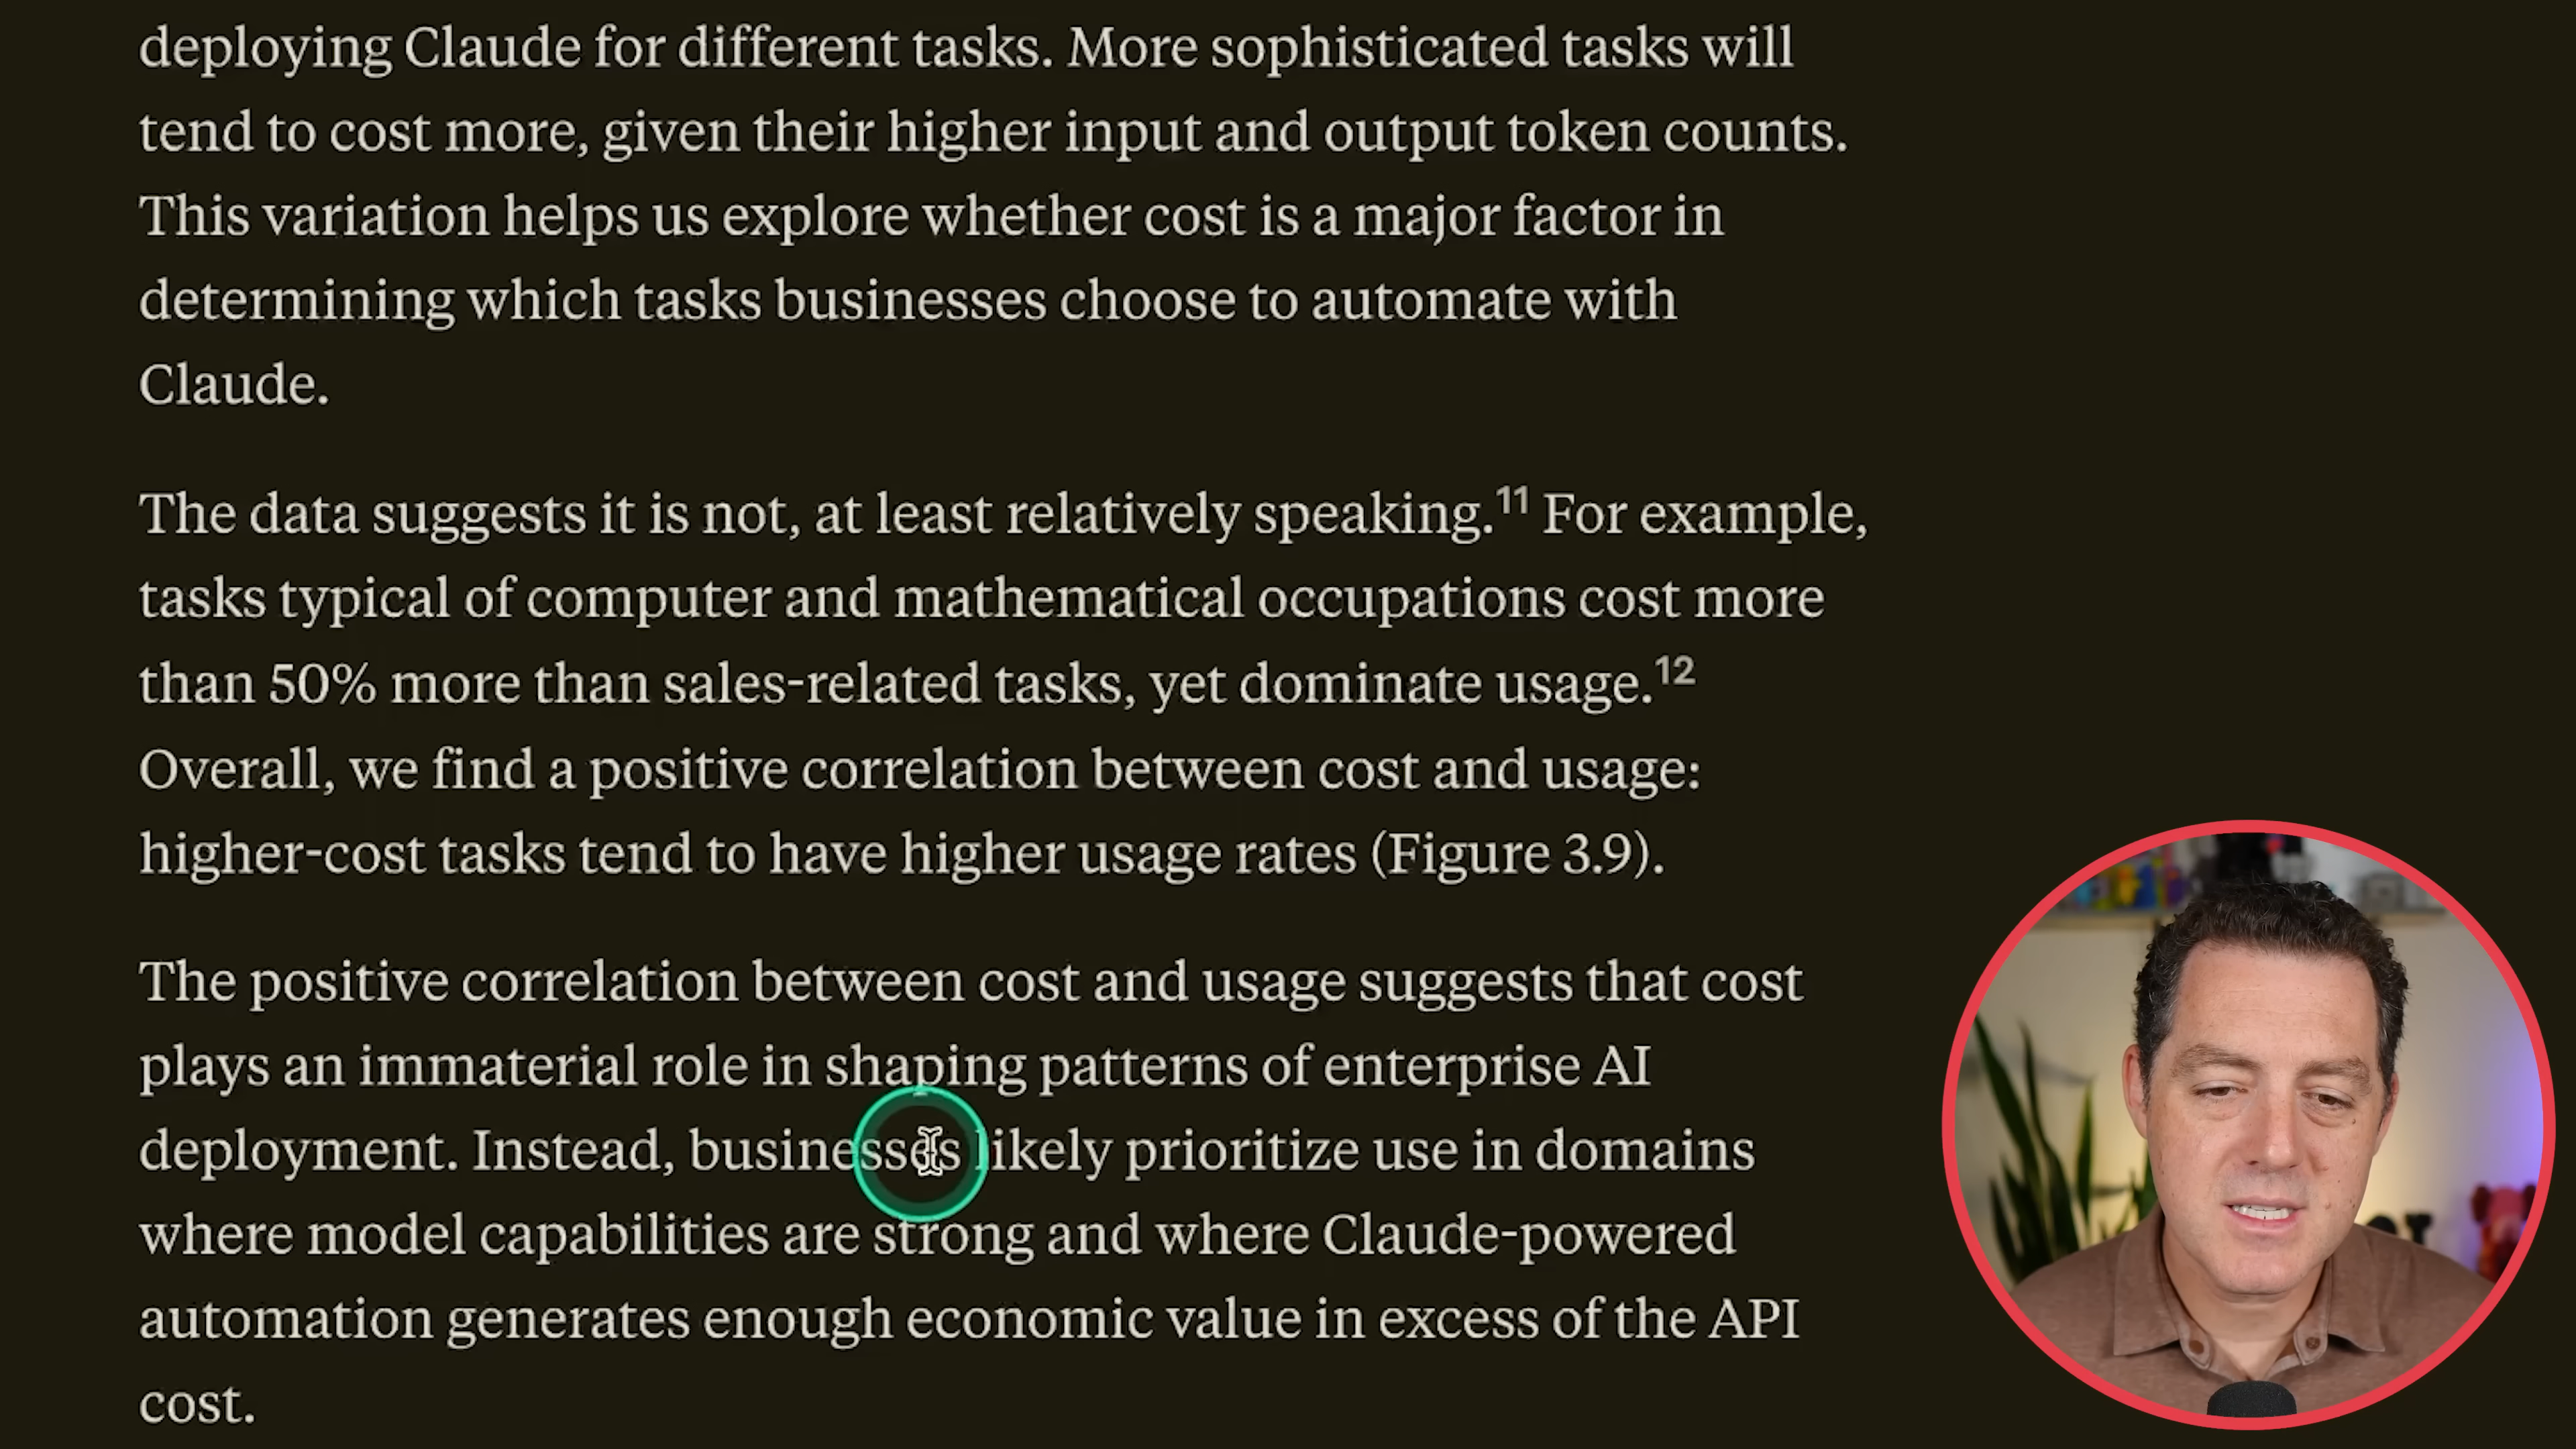 deploying Claude for different tasks. More sophisticated tasks will
tend to cost more, given their higher input and output token counts.
This variation helps us explore whether cost is a major factor in
determining which tasks businesses choose to automate with
Claude.
The data suggests it is not, at least relatively speaking.¹¹ For example,
tasks typical of computer and mathematical occupations cost more
than 50% more than sales-related tasks, yet dominate usage.¹²
Overall, we find a positive correlation between cost and usage:
higher-cost tasks tend to have higher usage rates (Figure 3.9).
The positive correlation between cost and usage suggests that cost
plays an immaterial role in shaping patterns of enterprise AI
deployment. Instead, businesses likely prioritize use in domains
where model capabilities are strong and where Claude-powered
automation generates enough economic value in excess of the API
cost.